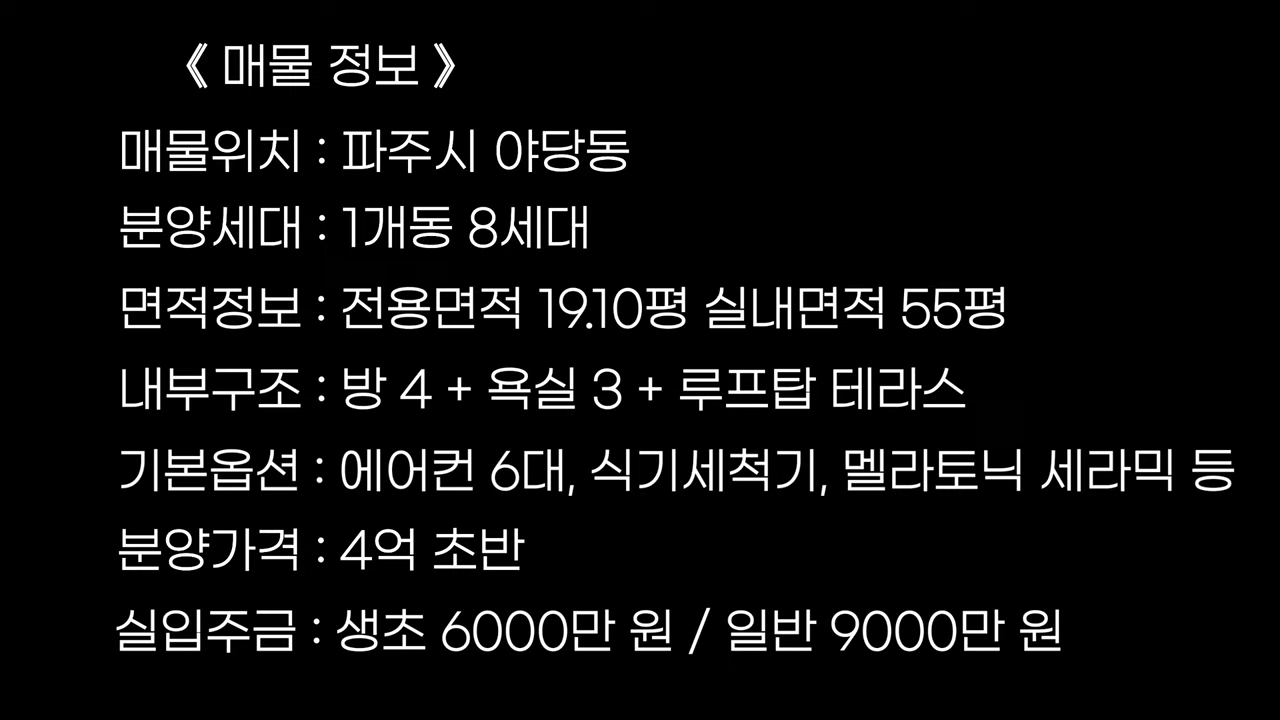 《 매물 정보 》
매물위치 : 파주시 야당동
분양세대 : 1개동 8세대
면적정보 : 전용면적 19.10평 실내면적 55평
내부구조 : 방 4 + 욕실 3 + 루프탑 테라스
기본옵션 : 에어컨 6대, 식기세척기, 멜라토닉 세라믹 등
분양가격 : 4억 초반
실입주금 : 생초 6000만 원 / 일반 9000만 원